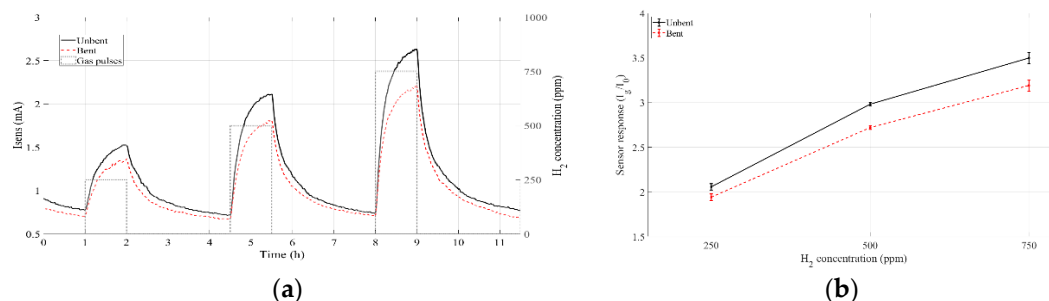 3
2.5
2
1.5
1
0.5
Isens (mA)
Unbent
Bent
Gas pulses
1000
750
500
250
0
H2 concentration (ppm)
0 1 2 3 4 5 6 7 8 9 10 11
Time (h)
(a)
4
3.5
3
2.5
2
1.5
Sensor response (Ig/I0)
Unbent
Bent
250 500 750
H2 concentration (ppm)
(b)